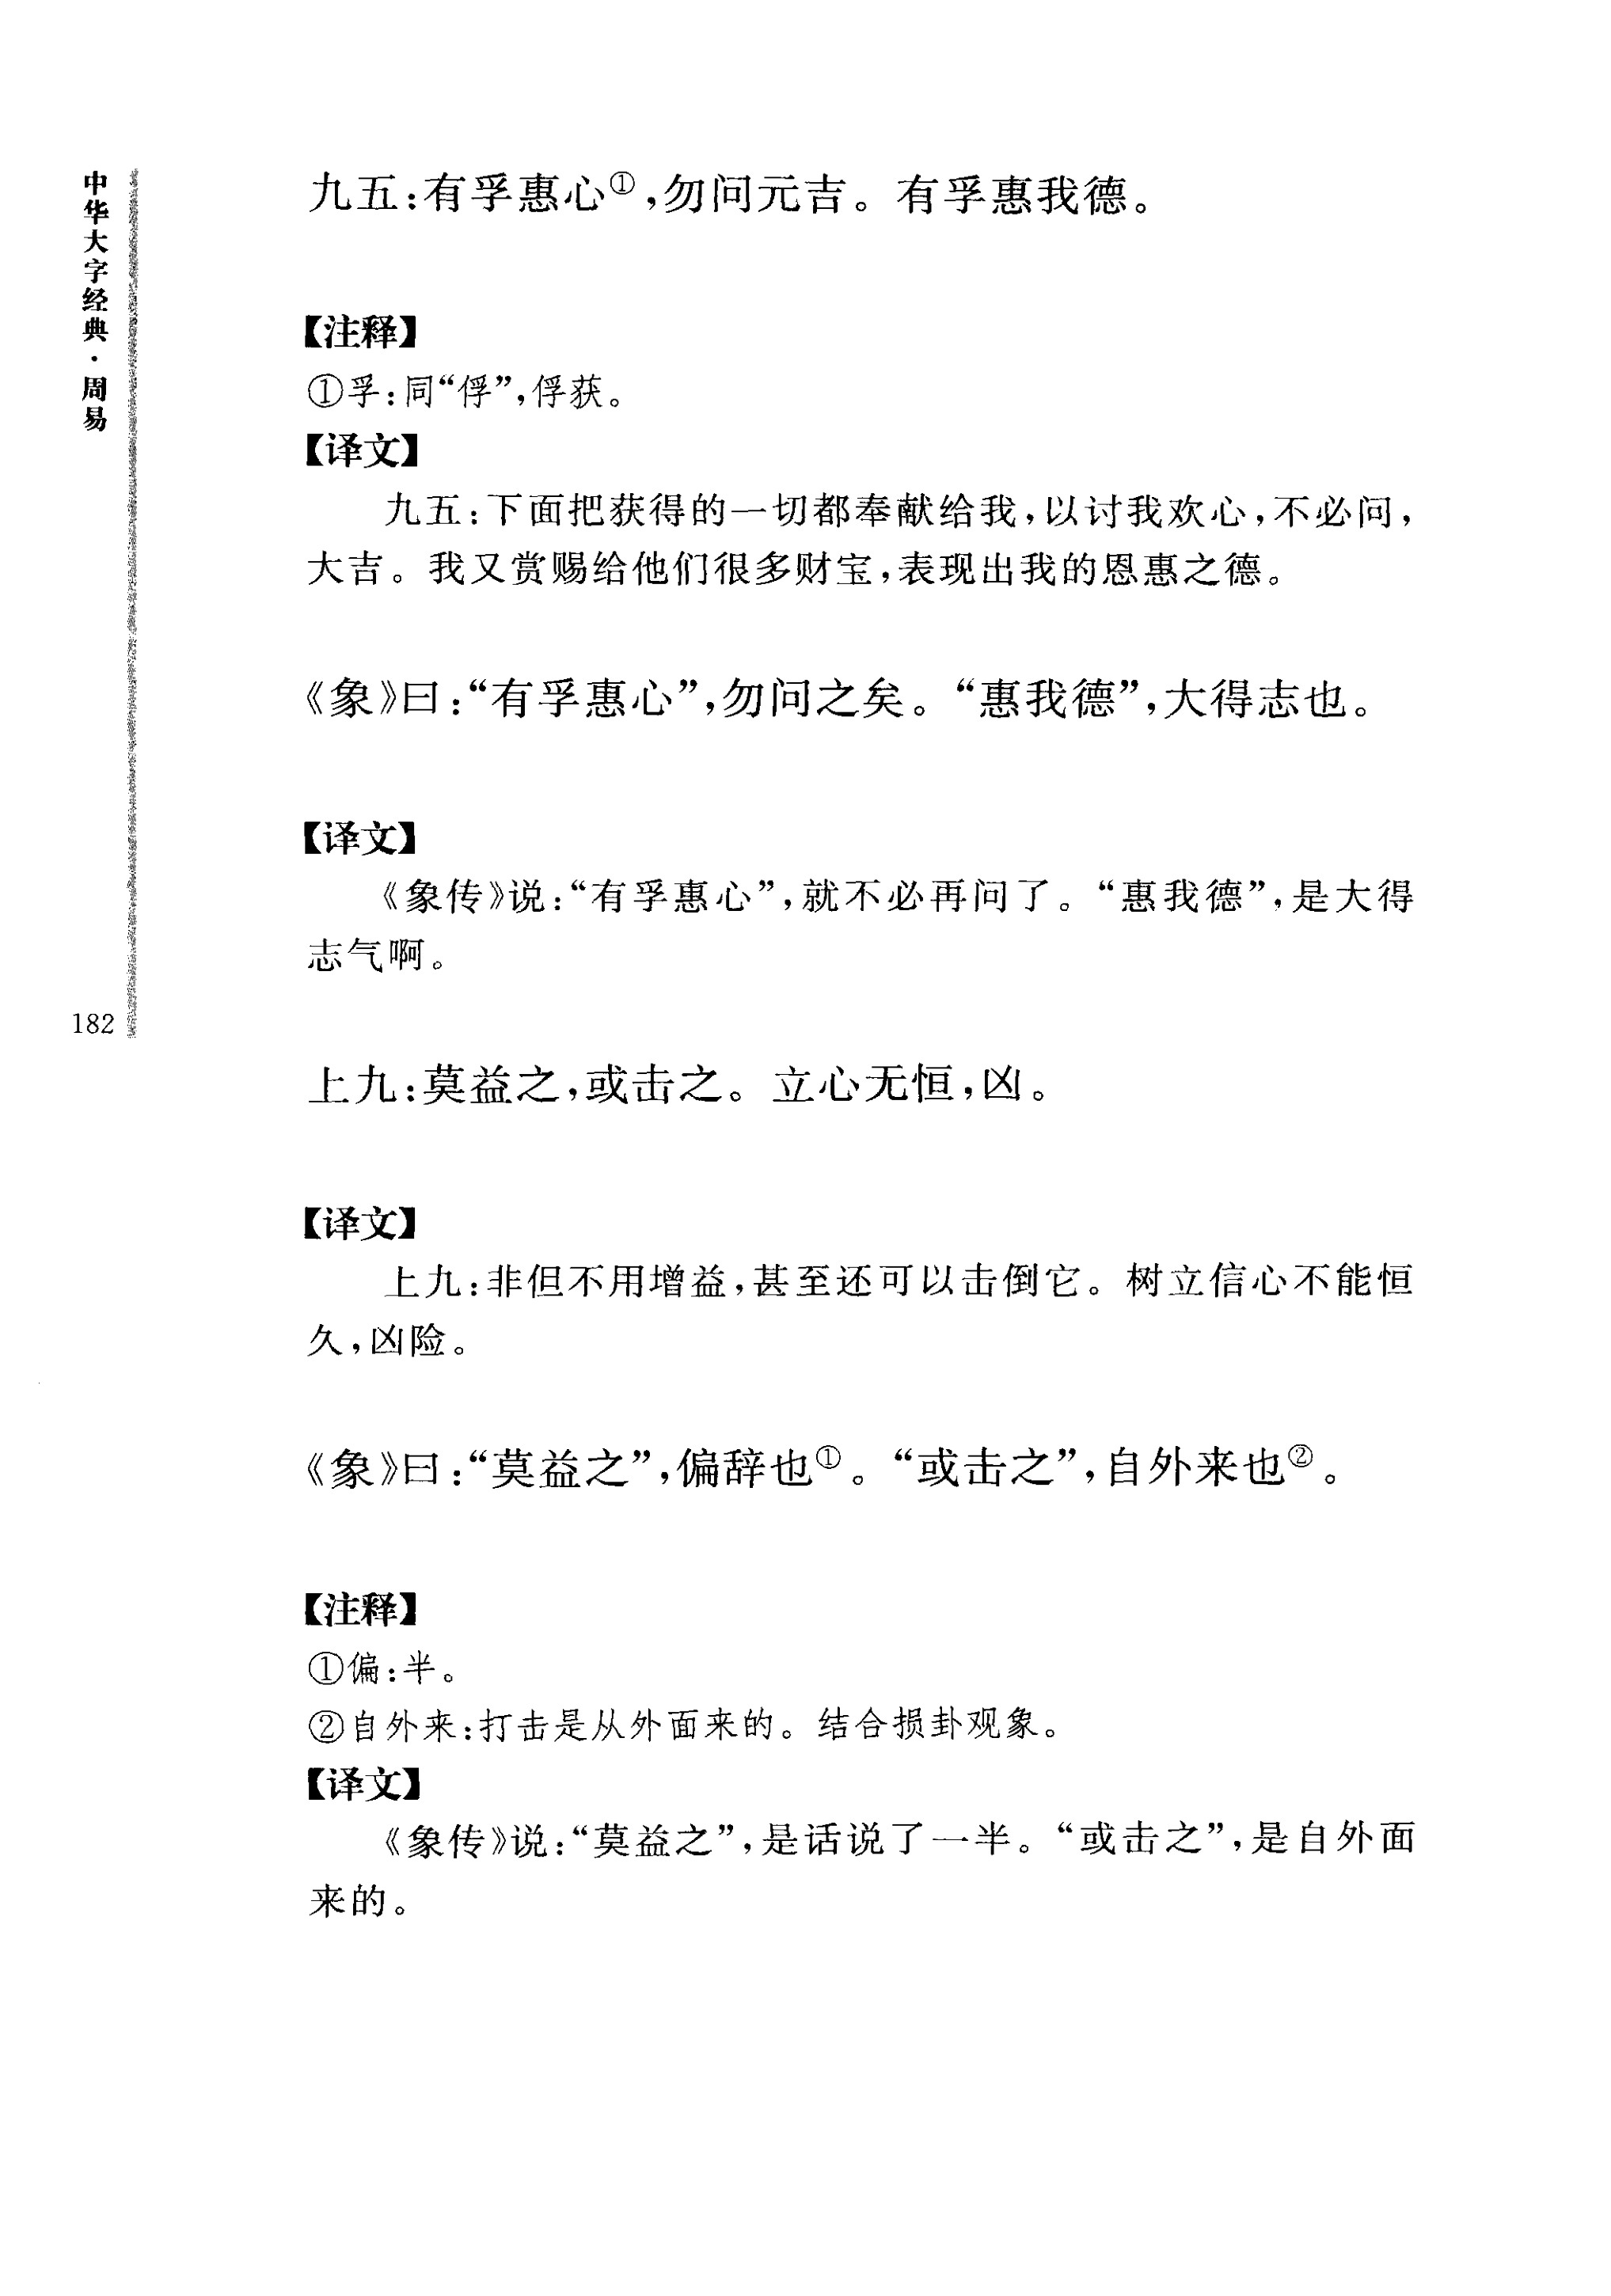 中华大字经典·周易
182
九五:有孚惠心①,勿问元吉。有孚惠我德。
【注释】
①孚:同“俘”,俘获。
【译文】
九五:下面把获得的一切都奉献给我,以讨我欢心,不必问,
大吉。我又赏赐给他们很多财宝,表现出我的恩惠之德。
《象》曰:“有孚惠心”,勿问之矣。“惠我德”,大得志也。
【译文】
《象传》说:“有孚惠心”,就不必再问了。“惠我德”,是大得
志气啊。
上九:莫益之,或击之。立心无恒,凶。
【译文】
上九:非但不用增益,甚至还可以击倒它。树立信心不能恒
久,凶险。
《象》曰:“莫益之”,偏辞也①。“或击之”,自外来也②。
【注释】
①偏:半。
②自外来:打击是从外面来的。结合损卦观象。
【译文】
《象传》说:“莫益之”,是话说了一半。“或击之”,是自外面
来的。